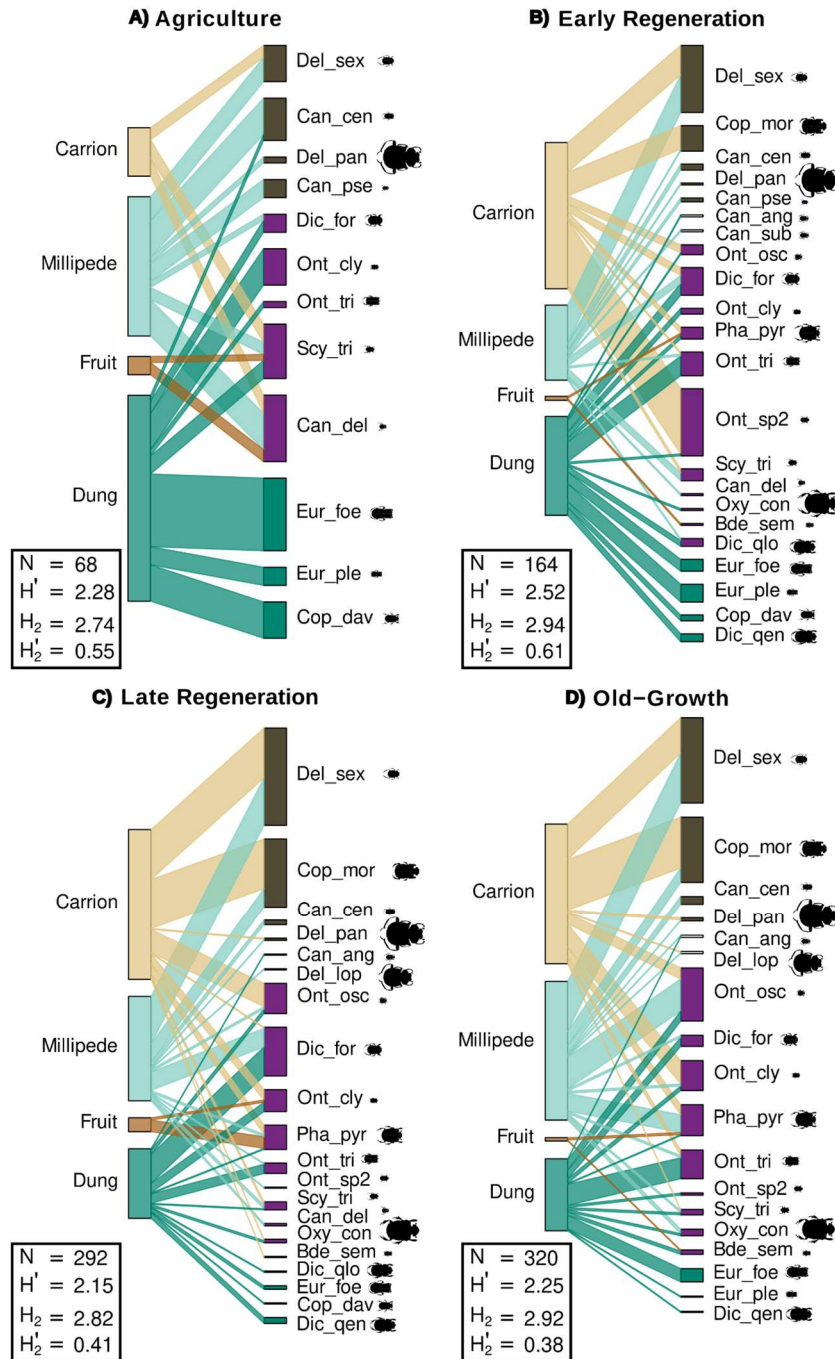 A) Agriculture
Carrion
Millipede
Fruit
Dung
Del_sex
Can_cen
Del_pan
Can_pse
Dic_for
Ont_cly
Ont_tri
Scy_tri
Can_del
Eur_foe
Eur_ple
Cop_dav
N = 68
H' = 2.28
H₂ = 2.74
H₂' = 0.55
B) Early Regeneration
Carrion
Millipede
Fruit
Dung
Del_sex
Cop_mor
Can_cen
Del_pan
Can_pse
Can_ang
Can_sub
Ont_osc
Dic_for
Ont_cly
Pha_pyr
Ont_tri
Ont_sp2
Scy_tri
Can_del
Oxy_con
Bde_sem
Dic_qlo
Eur_foe
Eur_ple
Cop_dav
Dic_qen
N = 164
H' = 2.52
H₂ = 2.94
H₂' = 0.61
C) Late Regeneration
Carrion
Millipede
Fruit
Dung
Del_sex
Cop_mor
Can_cen
Del_pan
Can_ang
Del_lop
Ont_osc
Dic_for
Ont_cly
Pha_pyr
Ont_tri
Ont_sp2
Scy_tri
Can_del
Oxy_con
Bde_sem
Dic_qlo
Eur_foe
Cop_dav
Dic_qen
N = 292
H' = 2.15
H₂ = 2.82
H₂' = 0.41
D) Old−Growth
Carrion
Millipede
Fruit
Dung
Del_sex
Cop_mor
Can_cen
Del_pan
Can_ang
Del_lop
Ont_osc
Dic_for
Ont_cly
Pha_pyr
Ont_tri
Ont_sp2
Scy_tri
Oxy_con
Bde_sem
Eur_foe
Eur_ple
Dic_qen
N = 320
H' = 2.25
H₂ = 2.92
H₂' = 0.38